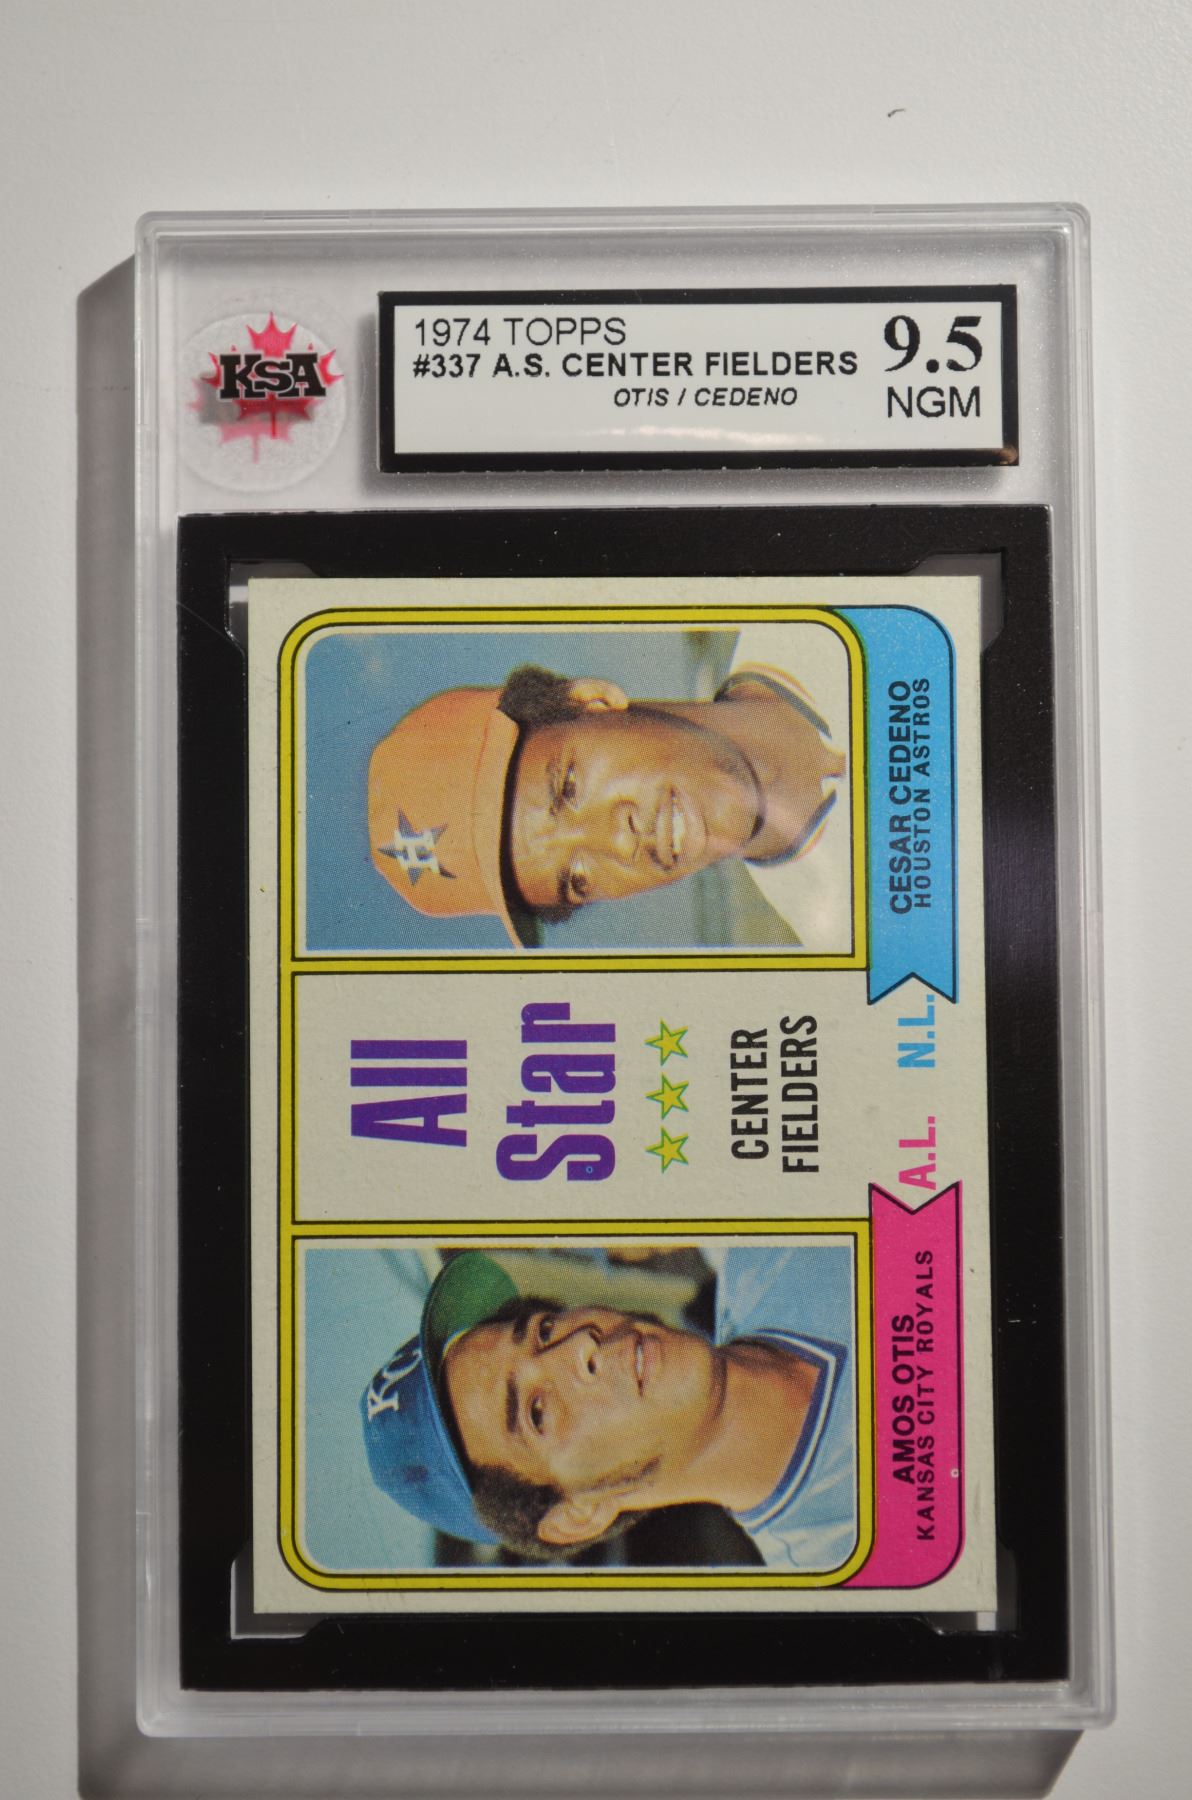 KSA
1974 TOPPS
#337 A.S. CENTER FIELDERS
OTIS / CEDENO
9.5
NGM
H
CESAR CEDENO
HOUSTON ASTROS
All
Star
CENTER
FIELDERS
A.L. N.L.
KC
AMOS OTIS
KANSAS CITY ROYALS